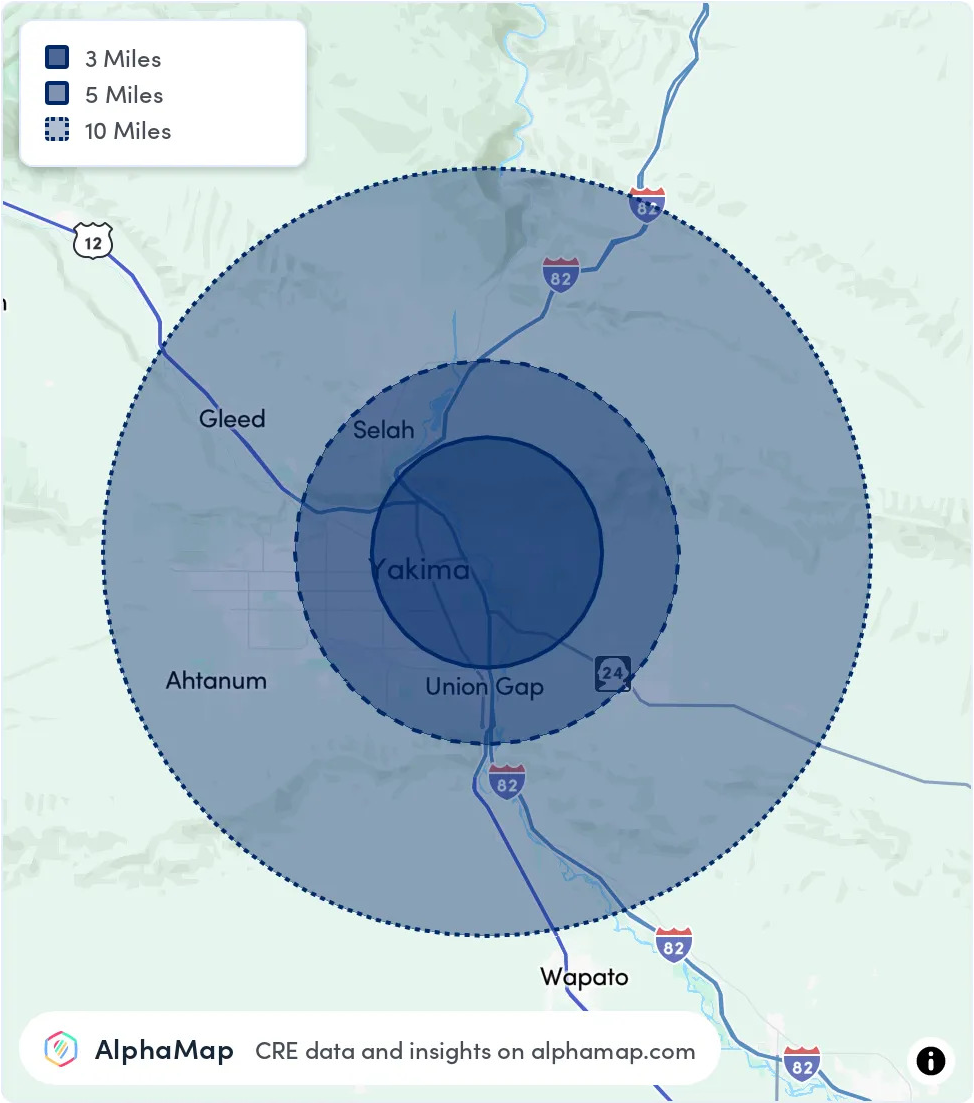 3 Miles
5 Miles
10 Miles
82
12
82
Gleed
Selah
Yakima
24
Ahtanum
Union Gap
82
82
Wapato
AlphaMap CRE data and insights on alphamap.com
82